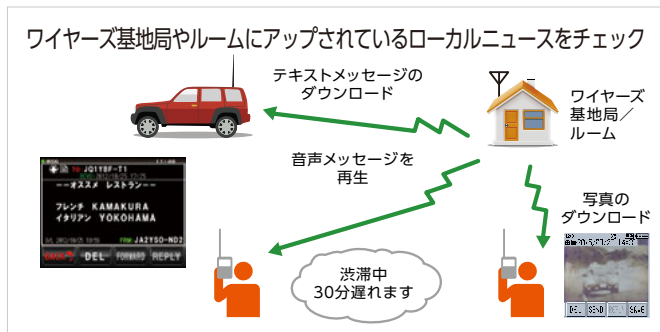 ワイヤーズ基地局やルームにアップされているローカルニュースをチェック
テキストメッセージの
ダウンロード
ワイヤーズ
基地局／
ルーム
音声メッセージを
再生
写真の
ダウンロード
JQ1YBF-T1
--オススメ レストラン--
フレンチ KAMAKURA
イタリアン YOKOHAMA
FRM JA2YSO-ND2
BACK DEL FORWARD REPLY
渋滞中
30分遅れます
DEL SEND SAVE